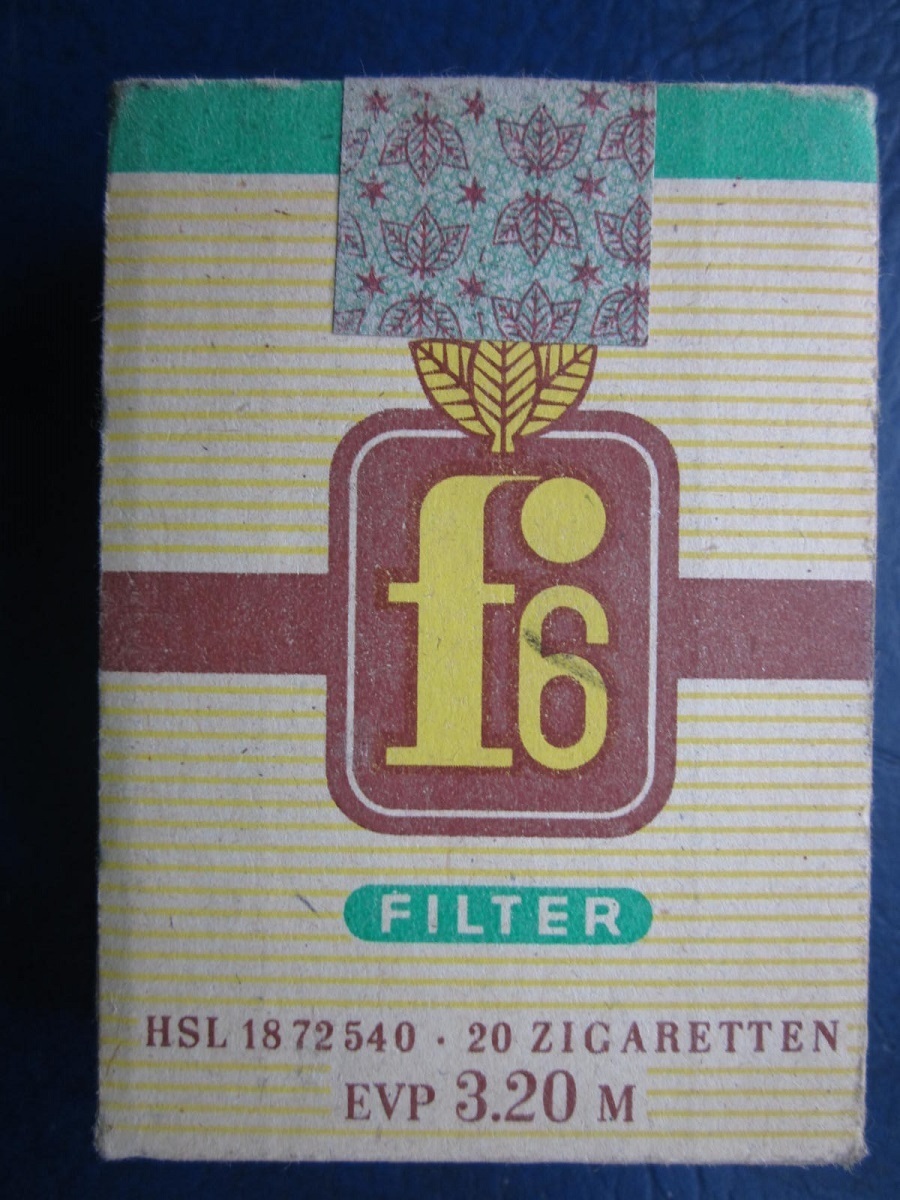 f6
FILTER
HSL 18 72 540 · 20 ZIGARETTEN
EVP 3.20 M